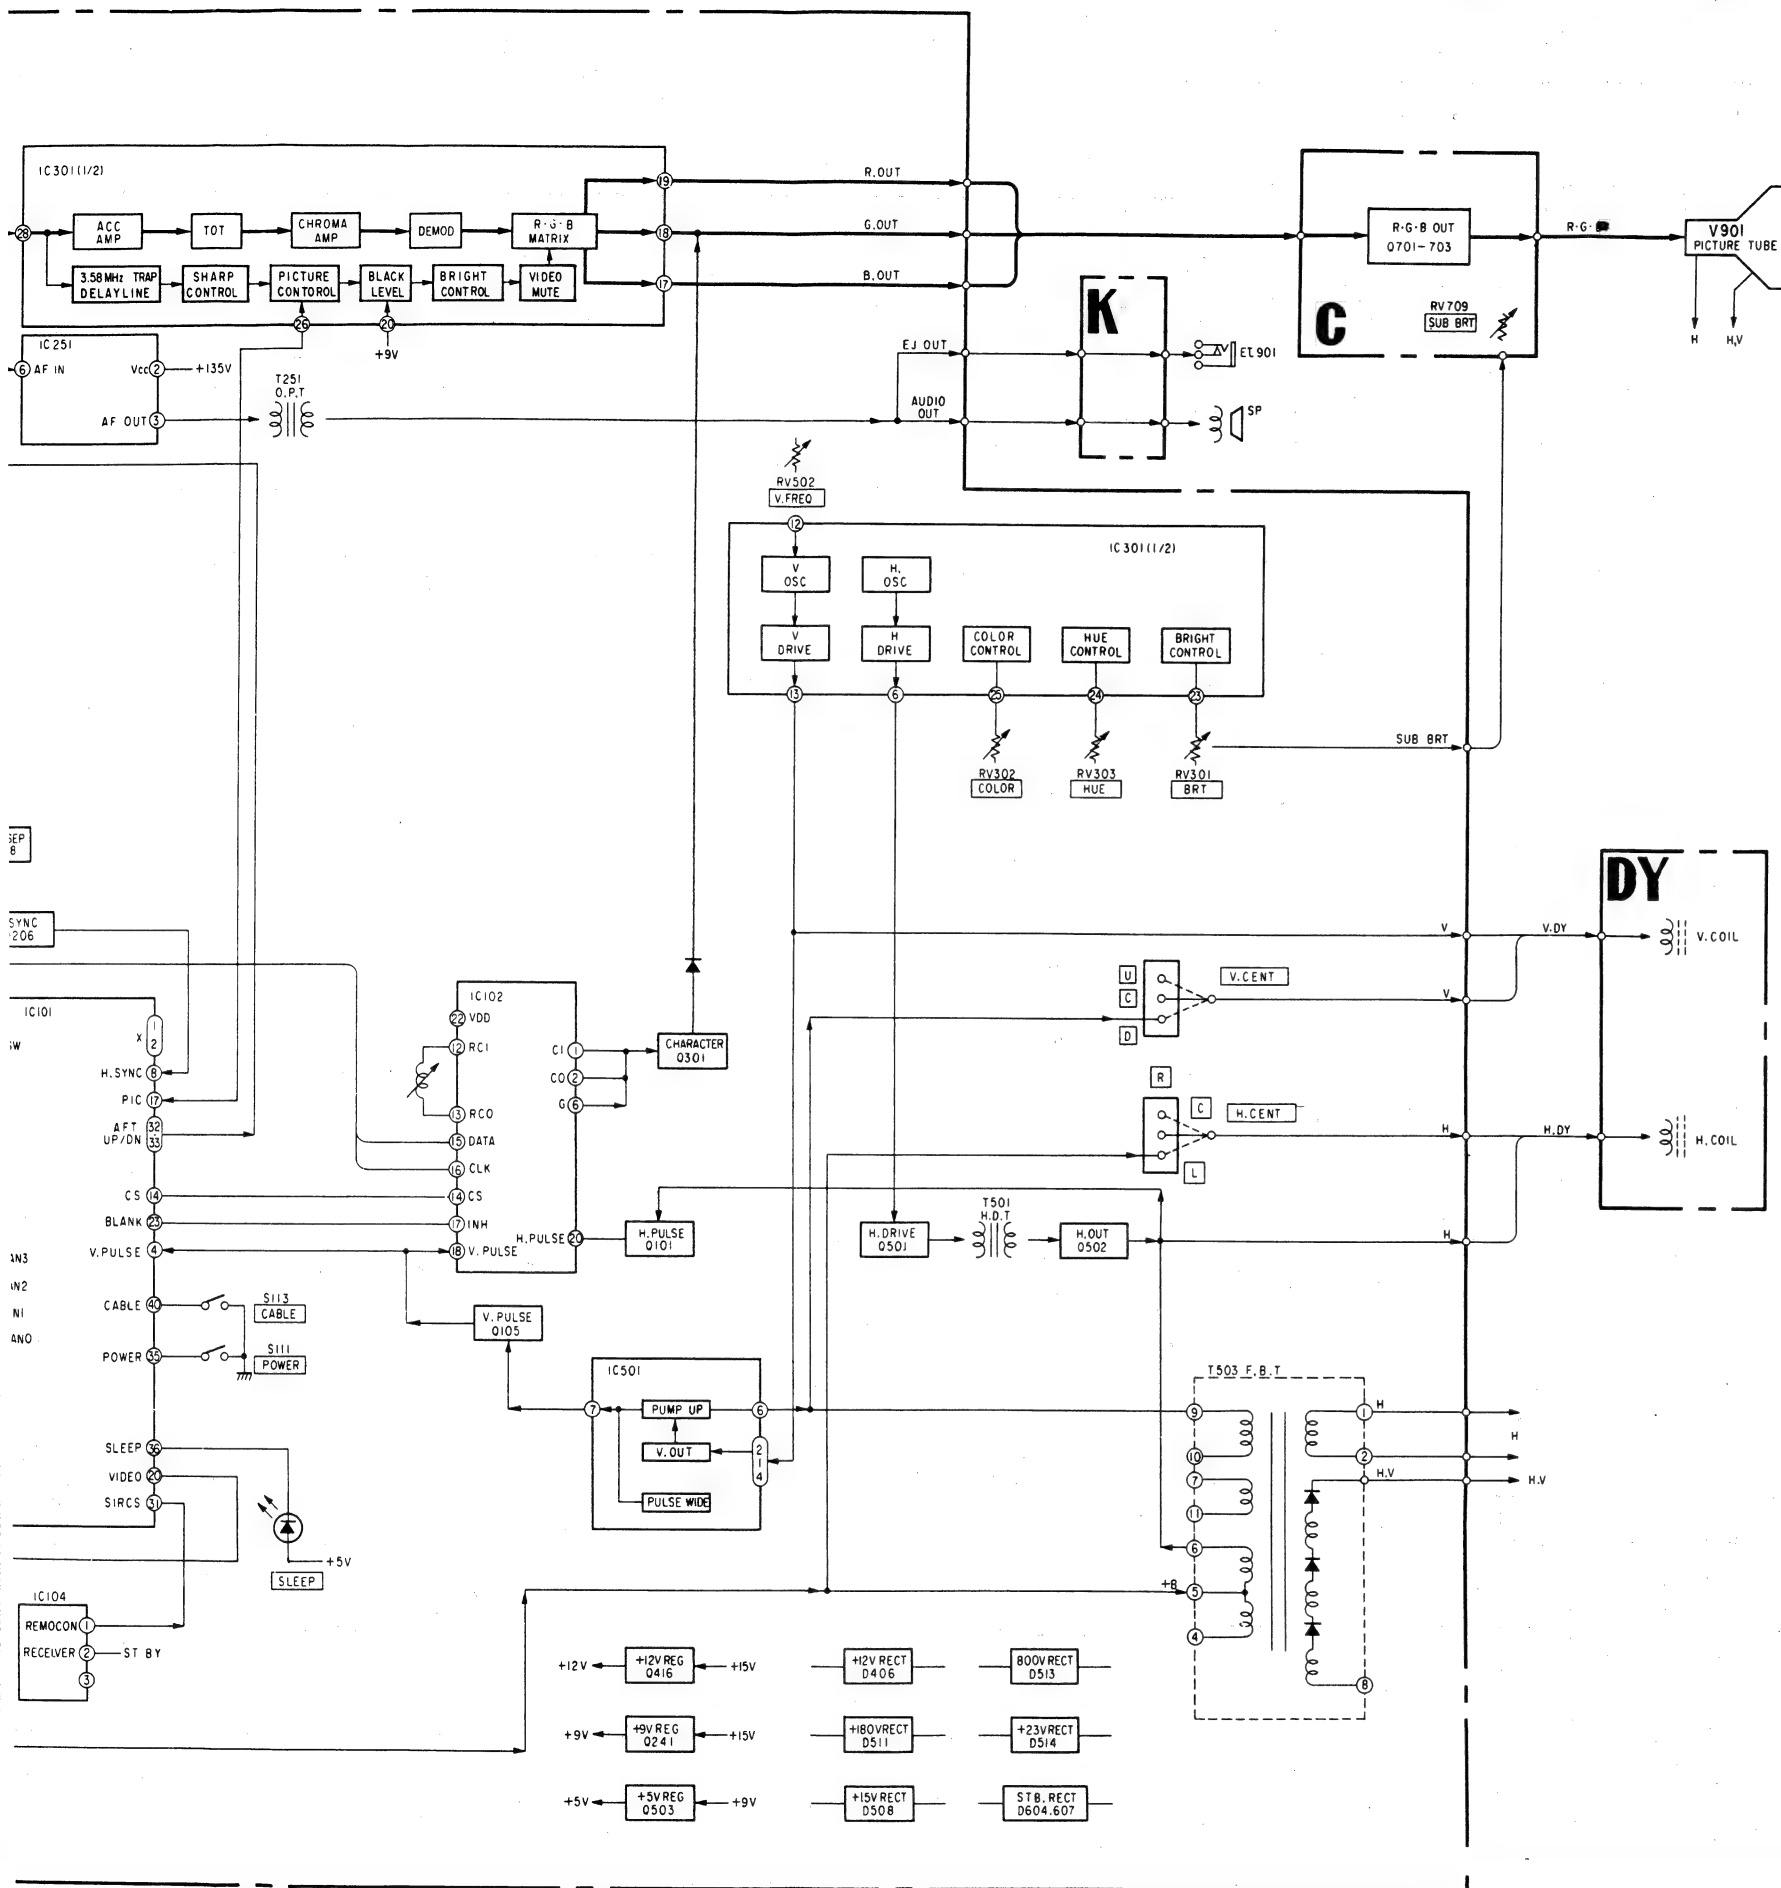 IC301(1/2)
28
ACC
AMP
TOT
CHROMA
AMP
DEMOD
R·G·B
MATRIX
3.58MHz TRAP
DELAYLINE
SHARP
CONTROL
PICTURE
CONTOROL
BLACK
LEVEL
BRIGHT
CONTROL
VIDEO
MUTE
19
18
17
26
20
+9V
R.OUT
G.OUT
B.OUT
R·G·B OUT
Q701-703
C
RV709
SUB BRT
R·G·
V901
PICTURE TUBE
H
H,V
K
EJ OUT
AUDIO
OUT
SP
IC251
6 AF IN
Vcc 2
+135V
AF OUT 3
T251
O.P.T
RV502
V.FREQ
12
IC301(1/2)
V
OSC
H.
OSC
V
DRIVE
H
DRIVE
COLOR
CONTROL
HUE
CONTROL
BRIGHT
CONTROL
13
6
25
24
23
RV302
COLOR
RV303
HUE
RV301
BRT
SUB BRT
SEP
8
SYNC
206
DY
V
V.DY
V.COIL
U
C
D
V.CENT
V
R
C
L
H.CENT
H
H.DY
H.COIL
H
IC101
SW
X
1
2
H.SYNC 8
PIC 17
AFT
UP/DN
32
33
CS 14
BLANK 23
V.PULSE 4
AN3
IN2
N1
AN0
CABLE 40
S113
CABLE
POWER 35
S111
POWER
SLEEP 36
VIDEO 20
SIRCS 31
+5V
SLEEP
IC102
22 VDD
12 RC1
13 RCO
15 DATA
16 CLK
14 CS
17 INH
18 V.PULSE
C1 1
CO 2
G 6
H.PULSE 20
CHARACTER
Q301
H.PULSE
Q101
V.PULSE
Q105
H.DRIVE
Q501
T501
H.D.T
H.OUT
Q502
IC501
7
PUMP UP
6
V.OUT
2
1
4
PULSE WIDE
T503 F.B.T
9
10
7
11
6
+B
5
4
1
H
H
2
H.V
H.V
8
IC104
REMOCON 1
RECEIVER 2
ST BY
3
+12V
+12V REG
Q416
+15V
+12V RECT
D406
800V RECT
D513
+9V
+9V REG
Q241
+15V
+180V RECT
D511
+23V RECT
D514
+5V
+5V REG
Q503
+9V
+15V RECT
D508
STB. RECT
D604.607